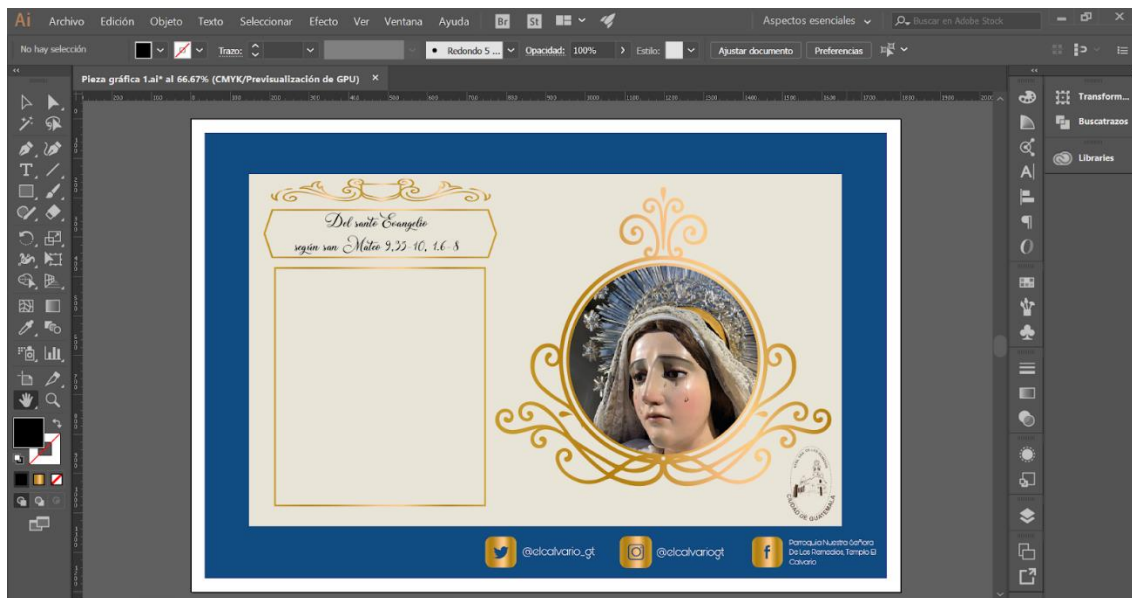 Ai Archivo Edición Objeto Texto Seleccionar Efecto Ver Ventana Ayuda Br St Aspectos esenciales Buscar en Adobe Stock
No hay selección Trazo: Redondo 5 ... Opacidad: 100% Estilo: Ajustar documento Preferencias
Pieza gráfica 1.ai* al 66.67% (CMYK/Previsualización de GPU) ×
Transform...
Buscatrazos
Libraries
Del santo Evangelio
según san Mateo 9,35-10, 1.6-8
CIUDAD DE GUATEMALA
@elcalvario_gt
@elcalvariogt
Parroquia Nuestra Señora
De Los Remedios, Templo El
Calvario